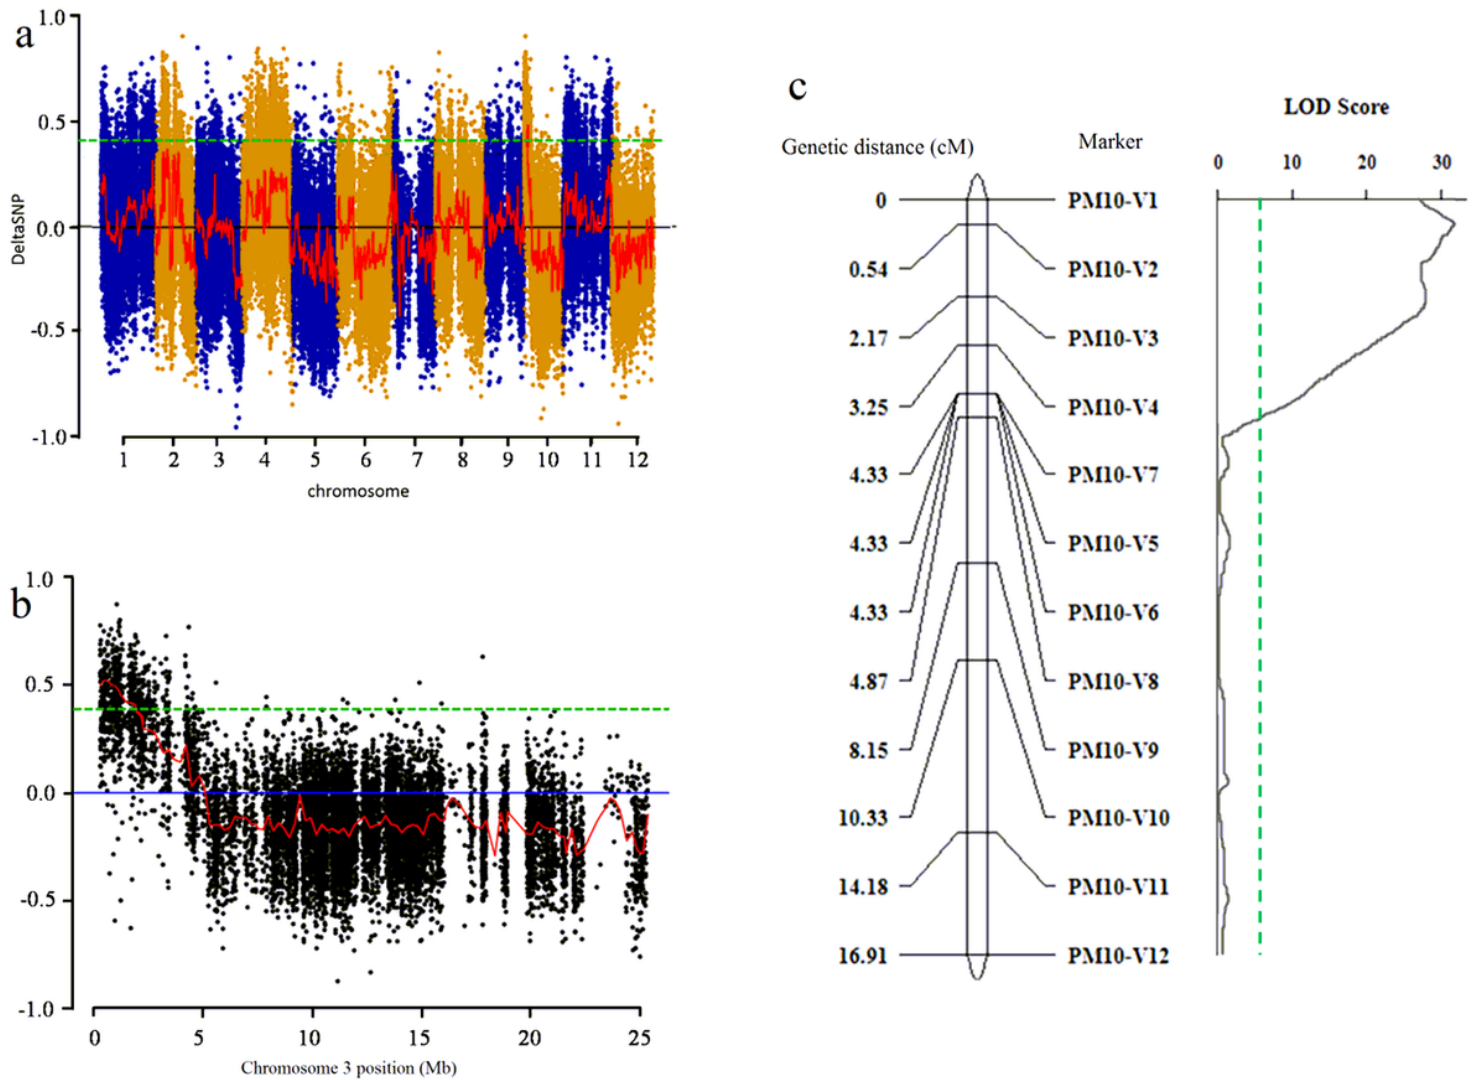 a
1.0
0.5
0.0
-0.5
-1.0
DeltaSNP
1 2 3 4 5 6 7 8 9 10 11 12
chromosome
b
1.0
0.5
0.0
-0.5
-1.0
0 5 10 15 20 25
Chromosome 3 position (Mb)
c
LOD Score
Genetic distance (cM) Marker
0 10 20 30
0 PM10-V1
0.54 PM10-V2
2.17 PM10-V3
3.25 PM10-V4
4.33 PM10-V7
4.33 PM10-V5
4.33 PM10-V6
4.87 PM10-V8
8.15 PM10-V9
10.33 PM10-V10
14.18 PM10-V11
16.91 PM10-V12